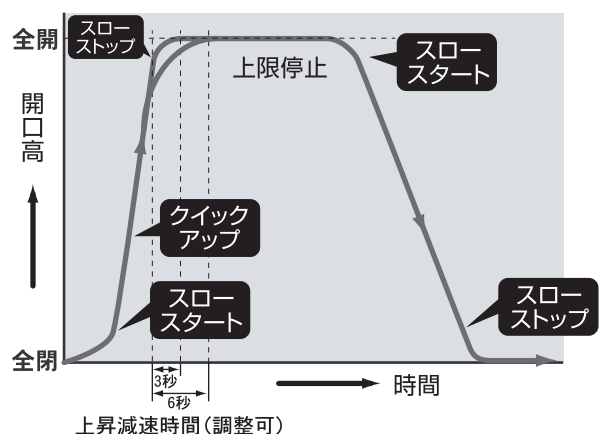 全開
スロー
ストップ
上限停止
スロー
スタート
開口高
クイック
アップ
スロー
スタート
スロー
ストップ
全閉
3秒
6秒
時間
上昇減速時間(調整可)